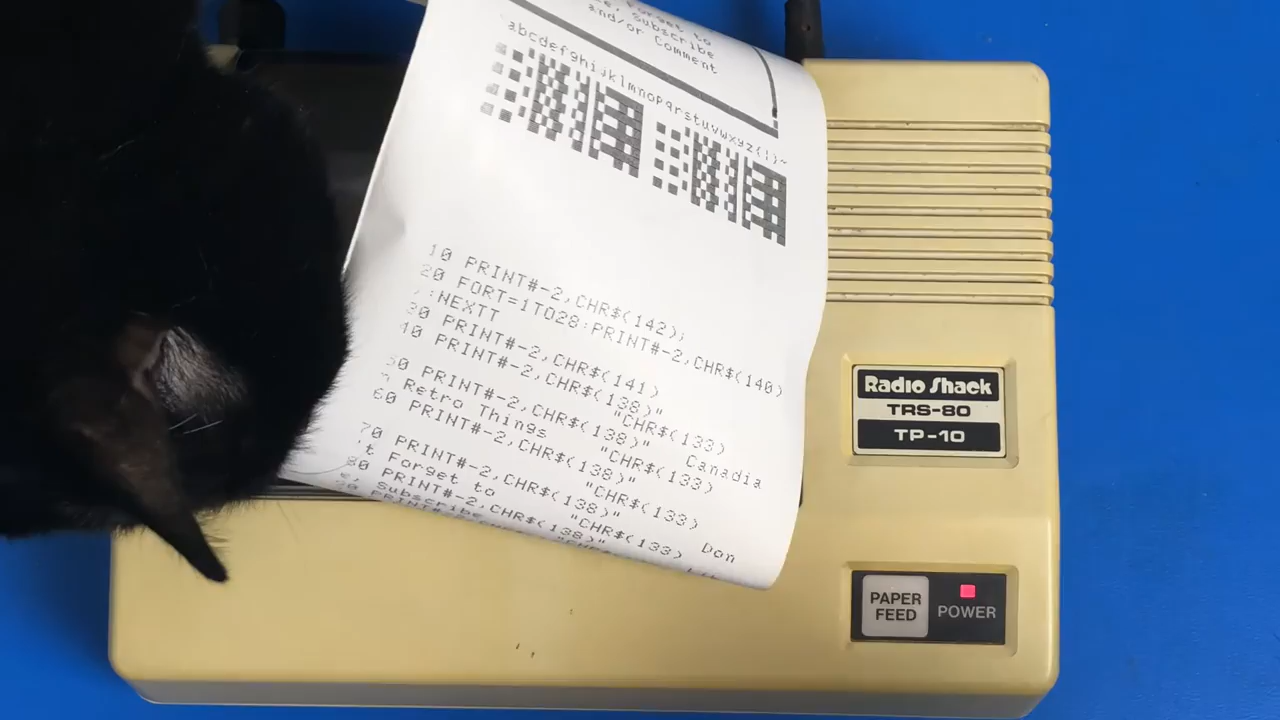 Forget to
e, Subscribe
and/or Comment
abcdefghijklmnopqrstuvwxyz{|}~
10 PRINT#-2,CHR$(142);
20 FORT=1TO28:PRINT#-2,CHR$(140)
;:NEXTT
30 PRINT#-2,CHR$(141)
40 PRINT#-2,CHR$(138)"
"CHR$(133)
50 PRINT#-2,CHR$(138)" Canadia
n Retro Things "CHR$(133)
60 PRINT#-2,CHR$(138)"
"CHR$(133)
70 PRINT#-2,CHR$(138)" Don
't Forget to "CHR$(133)
80 PRINT#-2,CHR$(138)"
e, Subscribe
Radio Shack
TRS-80
TP-10
PAPER
FEED
POWER